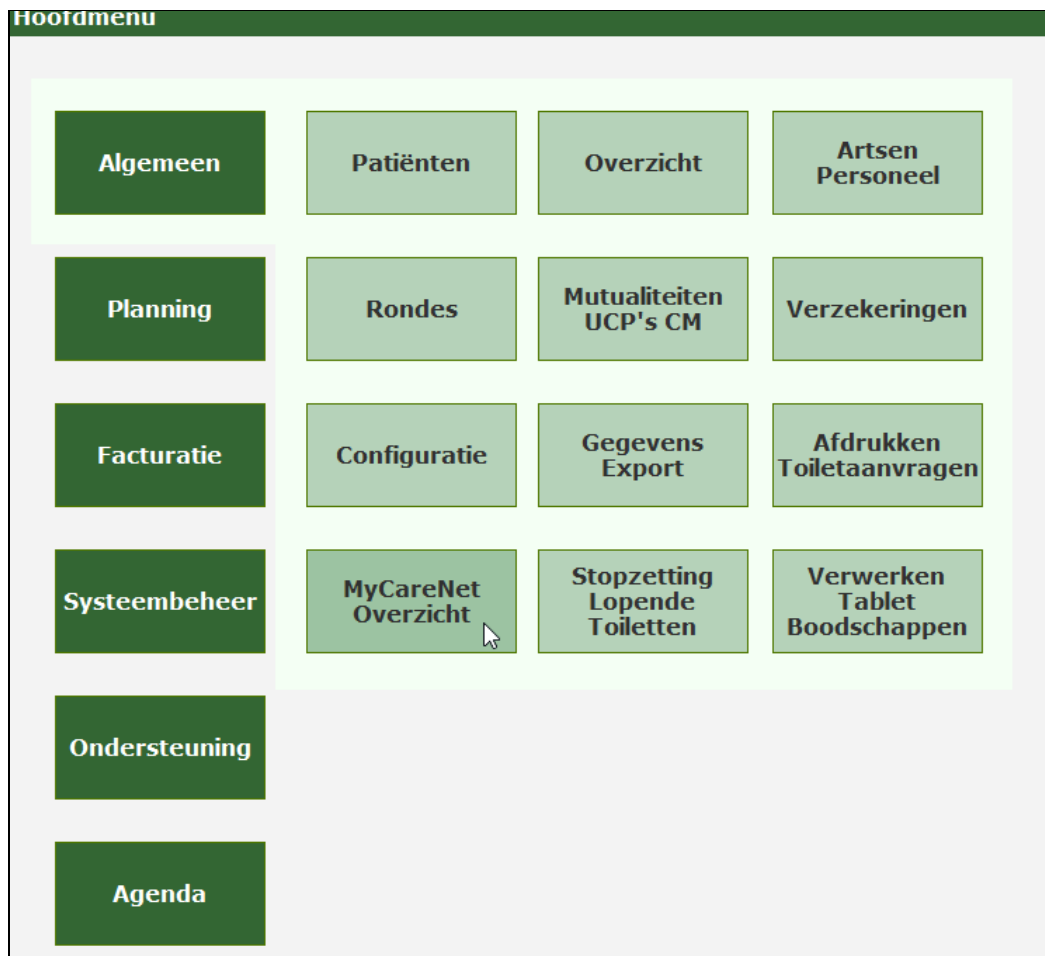 Hoofdmenu
Algemeen
Patiënten
Overzicht
Artsen
Personeel
Planning
Rondes
Mutualiteiten
UCP's CM
Verzekeringen
Facturatie
Configuratie
Gegevens
Export
Afdrukken
Toiletaanvragen
Systeembeheer
MyCareNet
Overzicht
Stopzetting
Lopende
Toiletten
Verwerken
Tablet
Boodschappen
Ondersteuning
Agenda